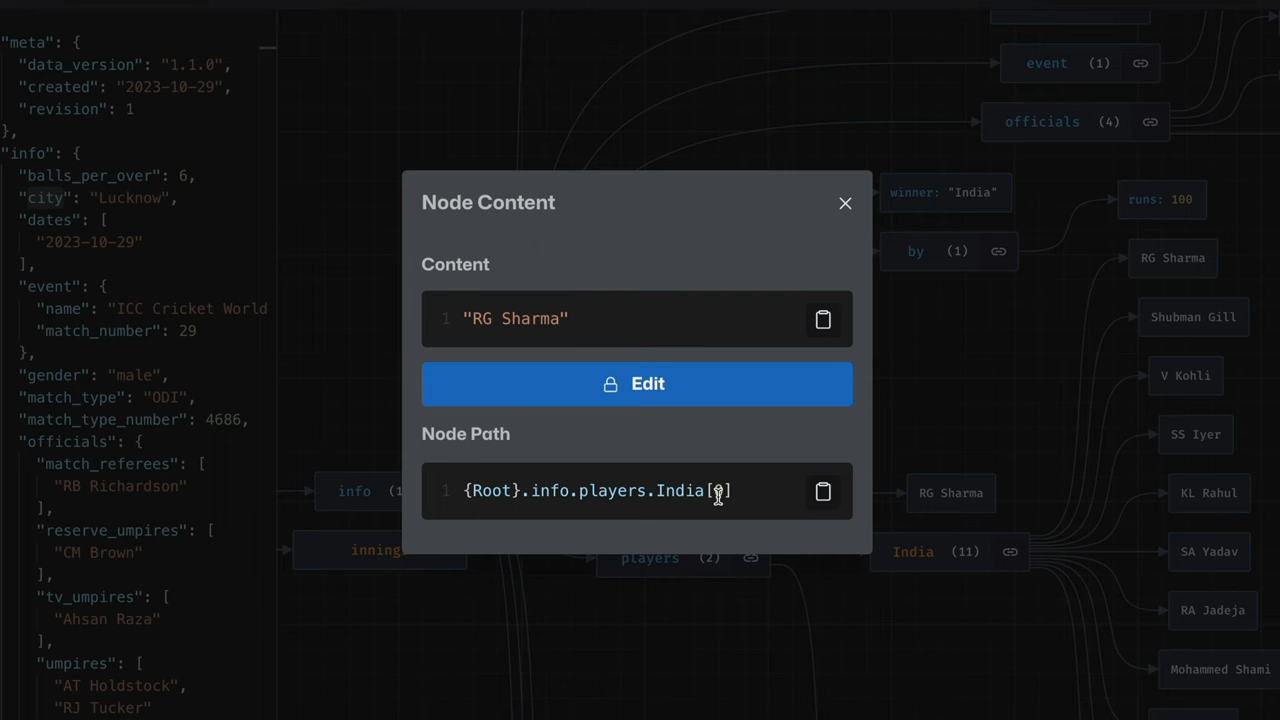 "meta": {
"data_version": "1.1.0",
"created": "2023-10-29",
"revision": 1
},
"info": {
"balls_per_over": 6,
"city": "Lucknow",
"dates": [
"2023-10-29"
],
"event": {
"name": "ICC Cricket World
"match_number": 29
},
"gender": "male",
"match_type": "ODI",
"match_type_number": 4686,
"officials": {
"match_referees": [
"RB Richardson"
],
"reserve_umpires": [
"CM Brown"
],
"tv_umpires": [
"Ahsan Raza"
],
"umpires": [
"AT Holdstock",
"RJ Tucker"
Node Content
Content
1 "RG Sharma"
Edit
Node Path
1 {Root}.info.players.India[0]
info (1
inning
players (2)
event (1)
officials (4)
winner: "India"
by (1)
runs: 100
RG Sharma
India (11)
RG Sharma
Shubman Gill
V Kohli
SS Iyer
KL Rahul
SA Yadav
RA Jadeja
Mohammed Shami